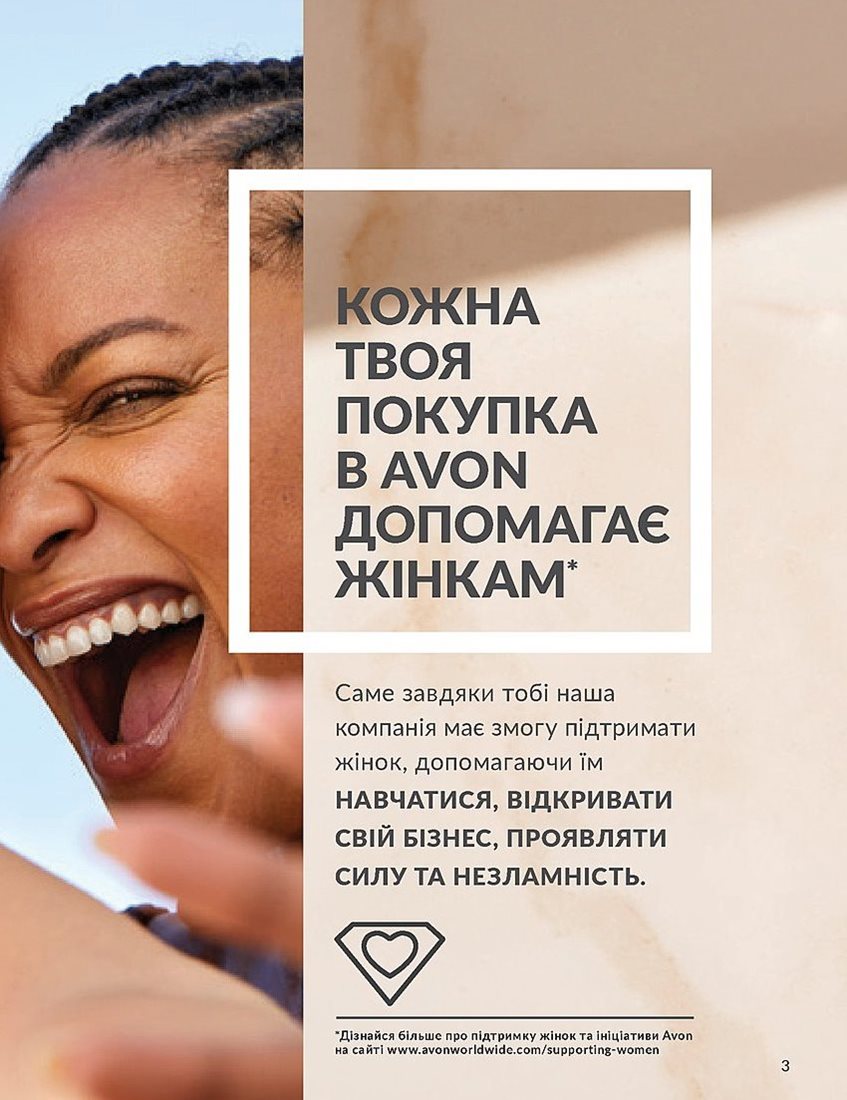 КОЖНА
ТВОЯ
ПОКУПКА
В AVON
ДОПОМАГАЄ
ЖІНКАМ*
Саме завдяки тобі наша
компанія має змогу підтримати
жінок, допомагаючи їм
НАВЧАТИСЯ, ВІДКРИВАТИ
СВІЙ БІЗНЕС, ПРОЯВЛЯТИ
СИЛУ ТА НЕЗЛАМНІСТЬ.
*Дізнайся більше про підтримку жінок та ініціативи Avon
на сайті www.avonworldwide.com/supporting-women
3